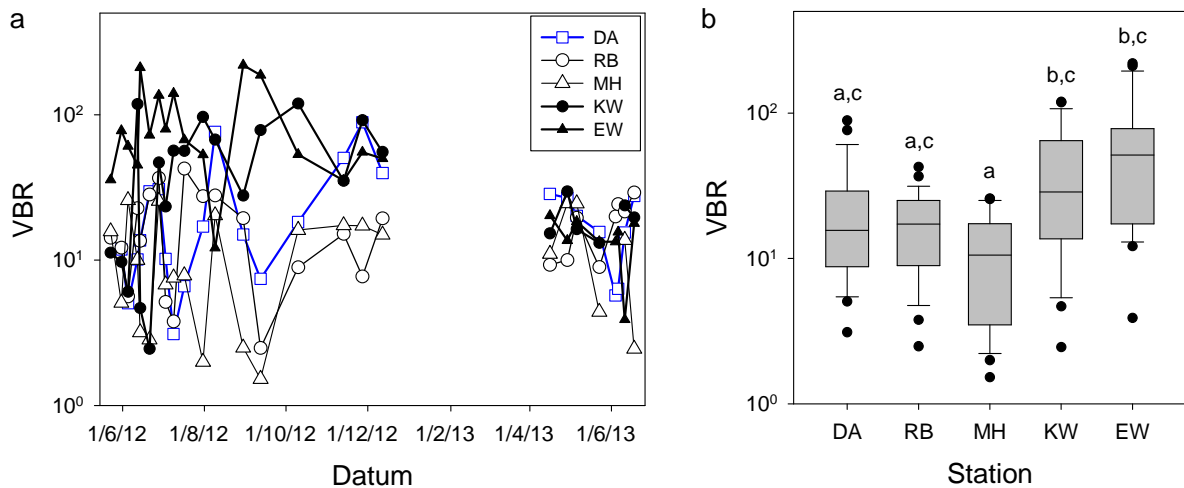 a
VBR
10²
10¹
10⁰
DA
RB
MH
KW
EW
1/6/12 1/8/12 1/10/12 1/12/12 1/2/13 1/4/13 1/6/13
Datum
b
VBR
10²
10¹
10⁰
a,c
a,c
a
b,c
b,c
DA RB MH KW EW
Station